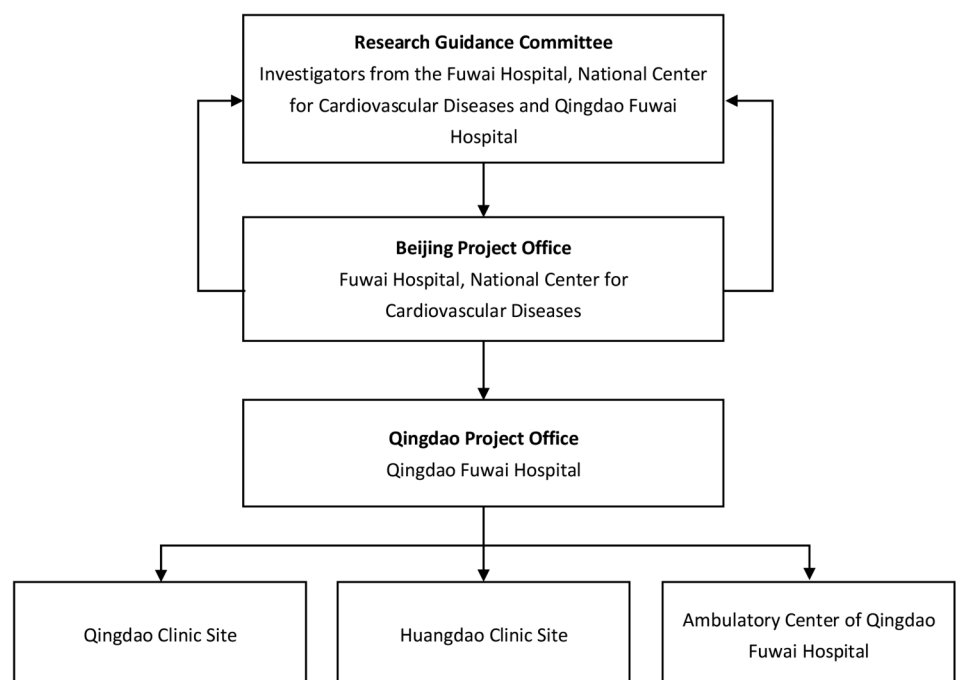 Research Guidance Committee
Investigators from the Fuwai Hospital, National Center
for Cardiovascular Diseases and Qingdao Fuwai
Hospital
Beijing Project Office
Fuwai Hospital, National Center for
Cardiovascular Diseases
Qingdao Project Office
Qingdao Fuwai Hospital
Qingdao Clinic Site
Huangdao Clinic Site
Ambulatory Center of Qingdao
Fuwai Hospital